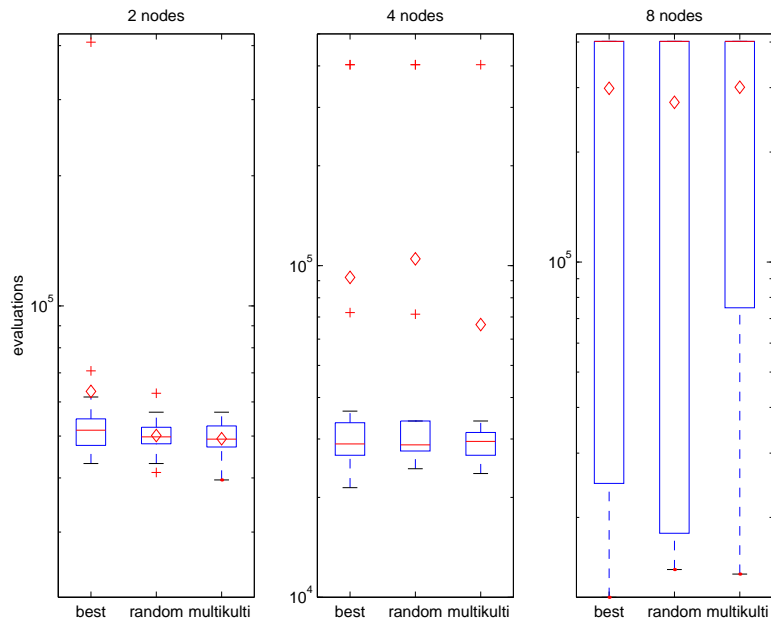 2 nodes
4 nodes
8 nodes
evaluations
10^5
10^5
10^4
10^5
best random multikulti
best random multikulti
best random multikulti